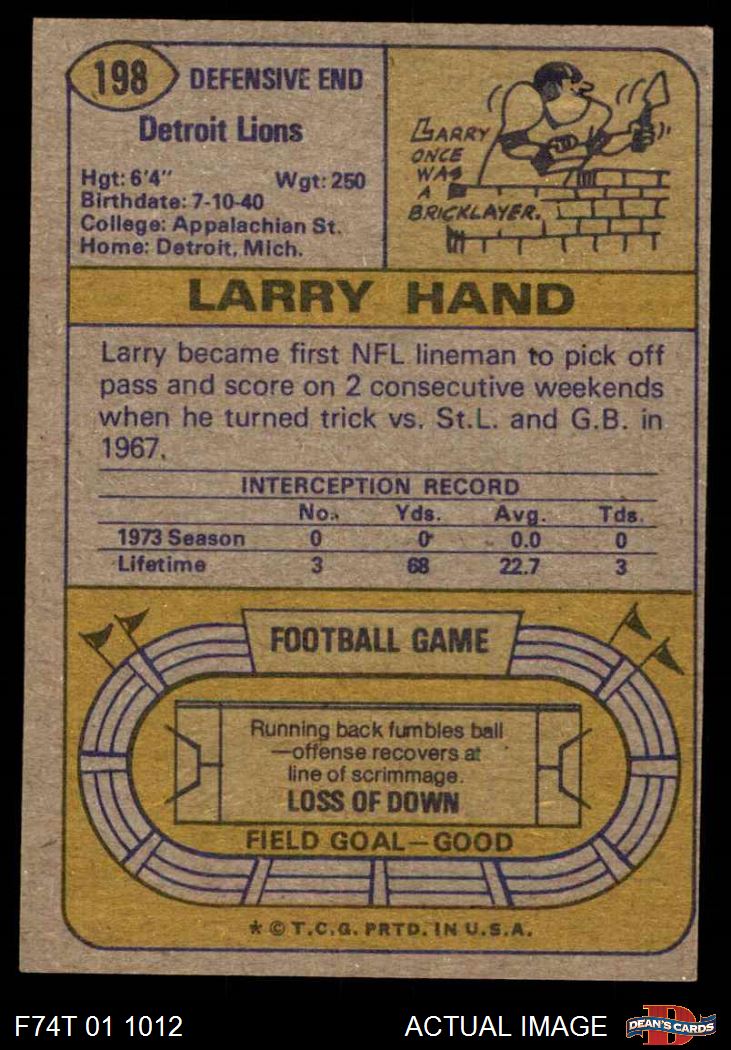 198 DEFENSIVE END
Detroit Lions
Hgt: 6'4" Wgt: 250
Birthdate: 7-10-40
College: Appalachian St.
Home: Detroit, Mich.
LARRY
ONCE
WAS
A
BRICKLAYER.
LARRY HAND
Larry became first NFL lineman to pick off
pass and score on 2 consecutive weekends
when he turned trick vs. St.L. and G.B. in
1967.
INTERCEPTION RECORD
No. Yds. Avg. Tds.
1973 Season 0 0 0.0 0
Lifetime 3 68 22.7 3
FOOTBALL GAME
Running back fumbles ball
—offense recovers at
line of scrimmage.
LOSS OF DOWN
FIELD GOAL—GOOD
* © T.C.G. PRTD. IN U.S.A.
F74T 01 1012 ACTUAL IMAGE D DEAN'S CARDS